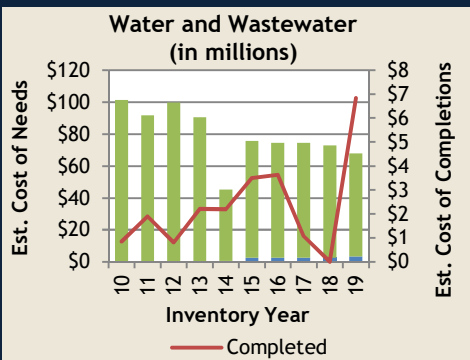 Water and Wastewater
(in millions)
Est. Cost of Needs
$120
$100
$80
$60
$40
$20
$0
$8
$7
$6
$5
$4
$3
$2
$1
$0
Est. Cost of Completions
10 11 12 13 14 15 16 17 18 19
Inventory Year
Completed